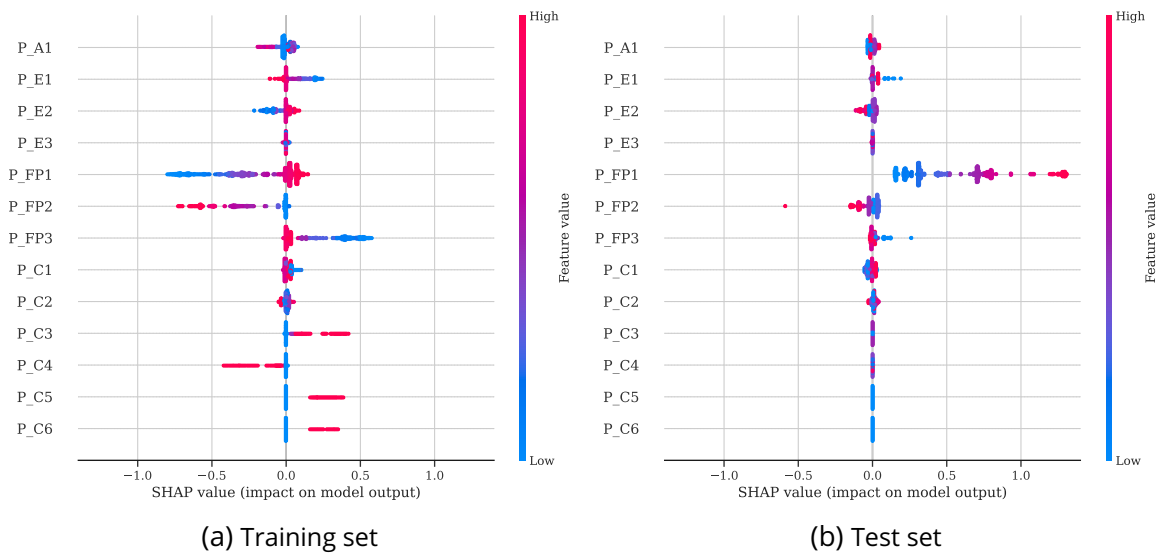 P_A1
P_E1
P_E2
P_E3
P_FP1
P_FP2
P_FP3
P_C1
P_C2
P_C3
P_C4
P_C5
P_C6
−1.0 −0.5 0.0 0.5 1.0
SHAP value (impact on model output)
High
Feature value
Low
(a) Training set
P_A1
P_E1
P_E2
P_E3
P_FP1
P_FP2
P_FP3
P_C1
P_C2
P_C3
P_C4
P_C5
P_C6
−1.0 −0.5 0.0 0.5 1.0
SHAP value (impact on model output)
High
Feature value
Low
(b) Test set